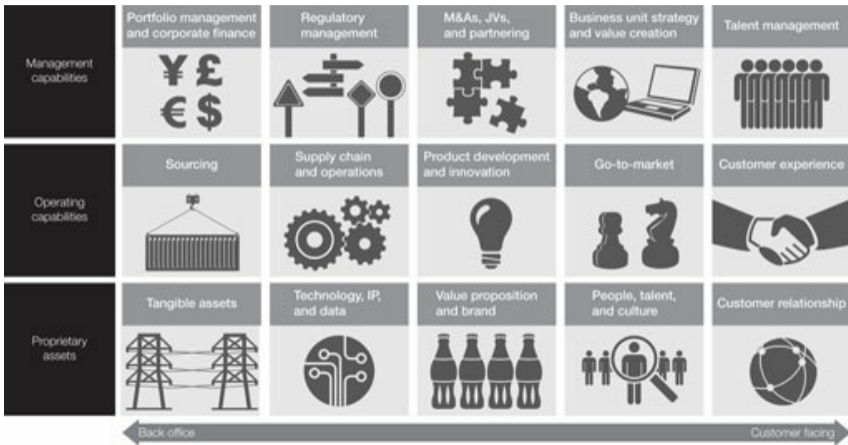 Management
capabilities
Portfolio management
and corporate finance
Regulatory
management
M&As, JVs,
and partnering
Business unit strategy
and value creation
Talent management
¥ £
€ $
Operating
capabilities
Sourcing
Supply chain
and operations
Product development
and innovation
Go-to-market
Customer experience
Proprietary
assets
Tangible assets
Technology, IP,
and data
Value proposition
and brand
People, talent,
and culture
Customer relationship
Back office
Customer facing